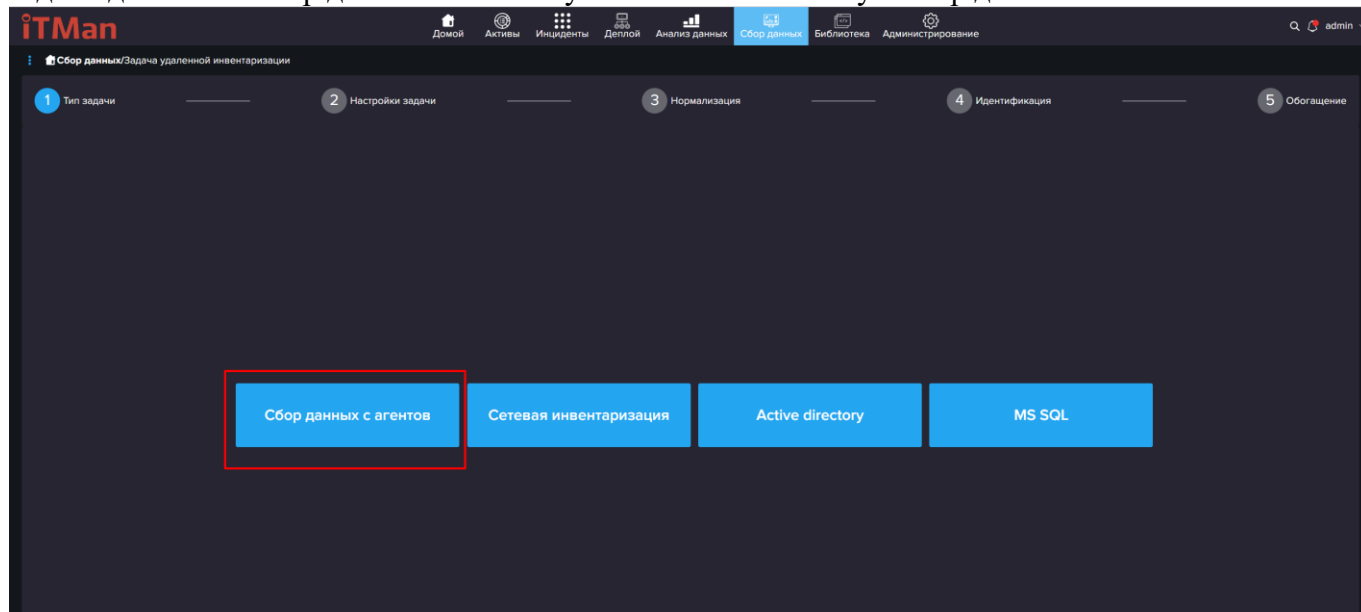 iTMan
Домой Активы Инциденты Деплой Анализ данных Сбор данных Библиотека Администрирование admin
Сбор данных/Задача удаленной инвентаризации
1 Тип задачи 2 Настройки задачи 3 Нормализация 4 Идентификация 5 Обогащение
Сбор данных с агентов Сетевая инвентаризация Active directory MS SQL